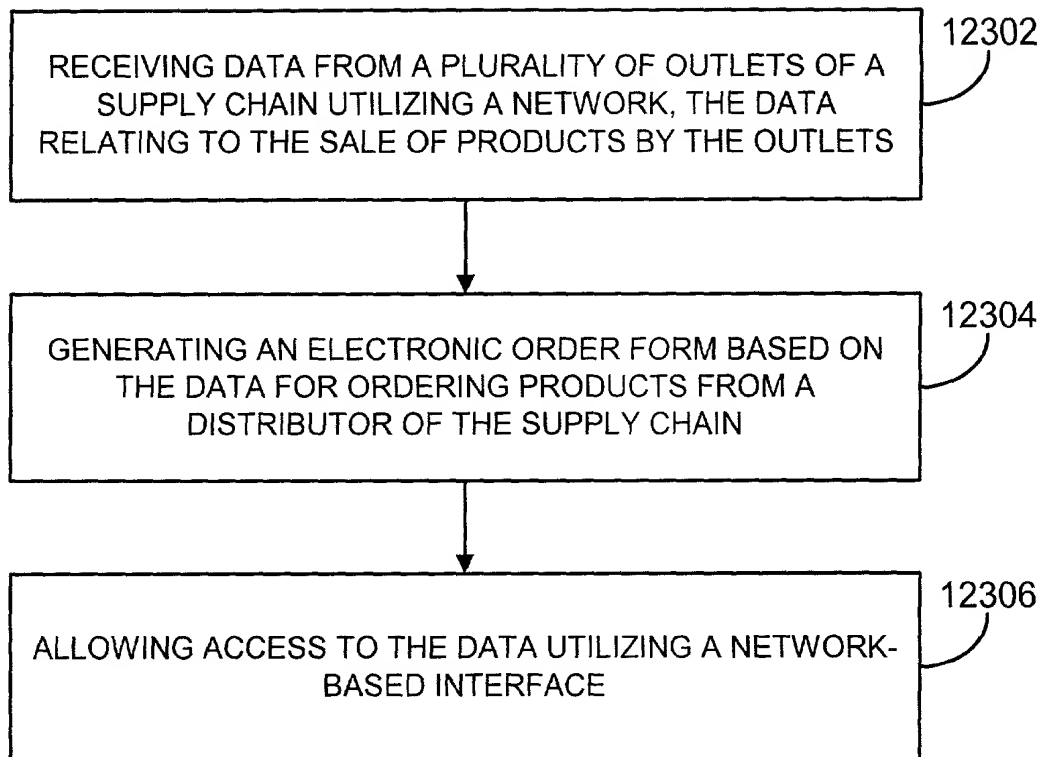 12302
RECEIVING DATA FROM A PLURALITY OF OUTLETS OF A
SUPPLY CHAIN UTILIZING A NETWORK, THE DATA
RELATING TO THE SALE OF PRODUCTS BY THE OUTLETS
12304
GENERATING AN ELECTRONIC ORDER FORM BASED ON
THE DATA FOR ORDERING PRODUCTS FROM A
DISTRIBUTOR OF THE SUPPLY CHAIN
12306
ALLOWING ACCESS TO THE DATA UTILIZING A NETWORK-
BASED INTERFACE